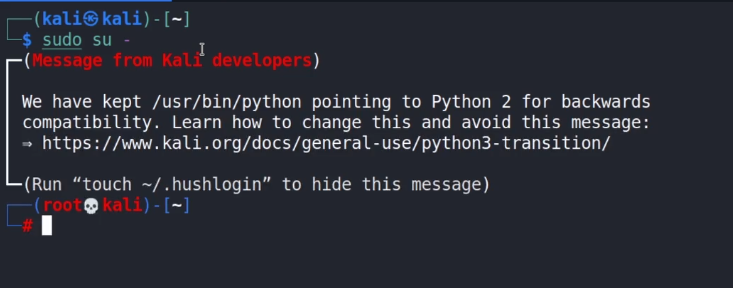 (kali㉿kali)-[~]
$ sudo su -
(Message from Kali developers)
We have kept /usr/bin/python pointing to Python 2 for backwards
compatibility. Learn how to change this and avoid this message:
⇒ https://www.kali.org/docs/general-use/python3-transition/
(Run “touch ~/.hushlogin” to hide this message)
(root💀kali)-[~]
#